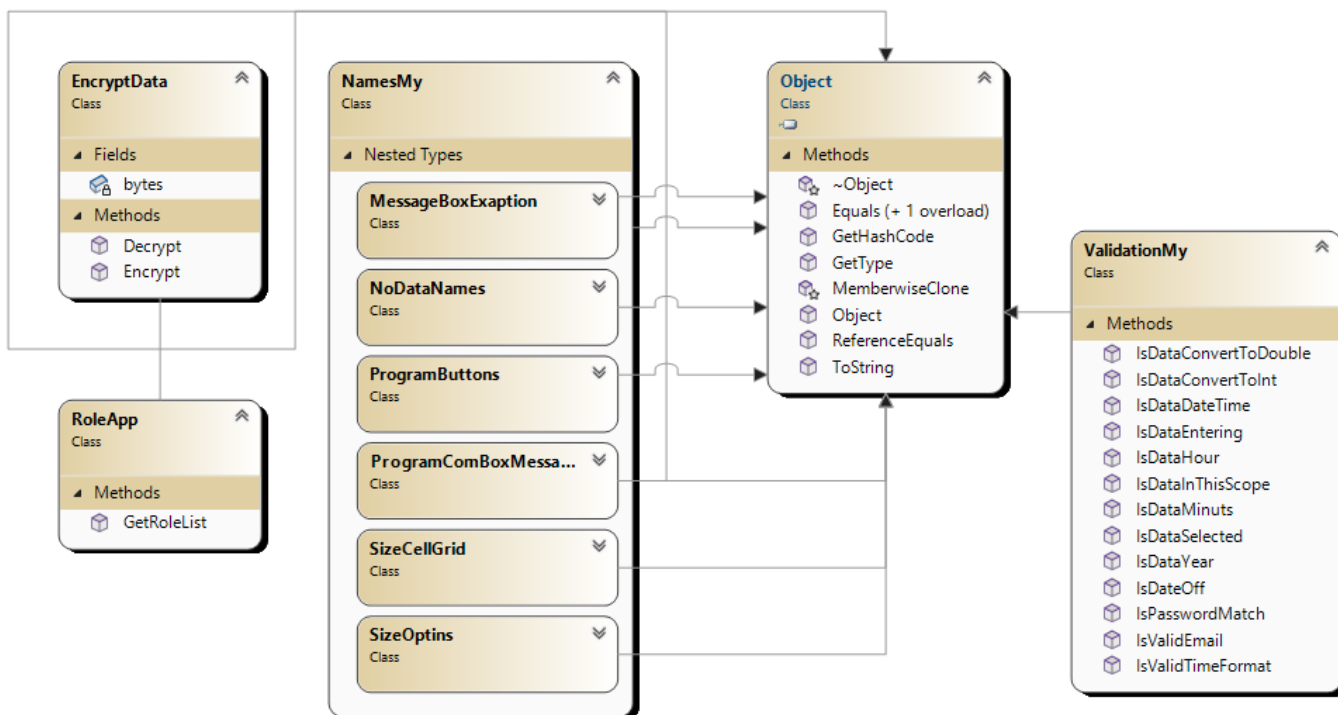 EncryptData
Class
Fields
bytes
Methods
Decrypt
Encrypt
RoleApp
Class
Methods
GetRoleList
NamesMy
Class
Nested Types
MessageBoxExaption
Class
NoDataNames
Class
ProgramButtons
Class
ProgramComBoxMessa...
Class
SizeCellGrid
Class
SizeOptins
Class
Object
Class
Methods
~Object
Equals (+ 1 overload)
GetHashCode
GetType
MemberwiseClone
Object
ReferenceEquals
ToString
ValidationMy
Class
Methods
IsDataConvertToDouble
IsDataConvertToInt
IsDataDateTime
IsDataEntering
IsDataHour
IsDataInThisScope
IsDataMinuts
IsDataSelected
IsDataYear
IsDateOff
IsPasswordMatch
IsValidEmail
IsValidTimeFormat